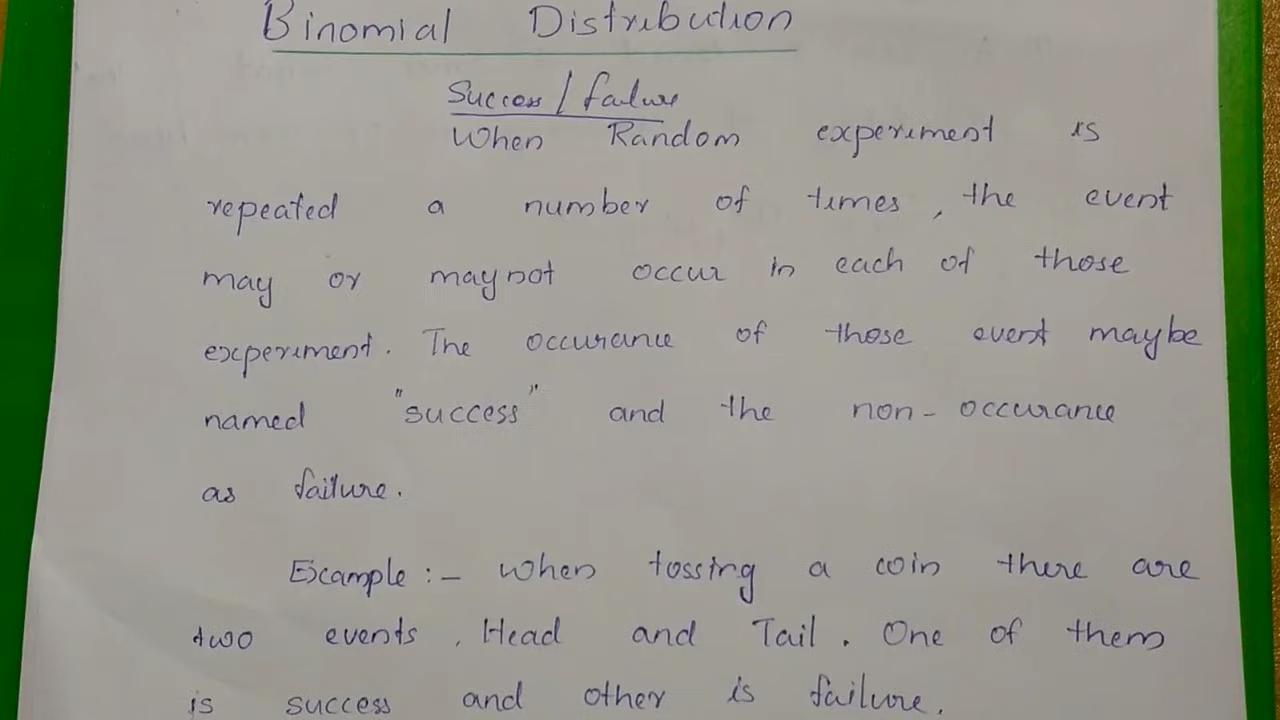 Binomial Distribution
Success / failure
When Random experiment is
repeated a number of times, the event
may or maynot occur in each of those
experiment. The occurance of those event maybe
named "success" and the non-occurance
as failure.
Example :- when tossing a coin there are
two events, Head and Tail. One of them
is success and other is failure.